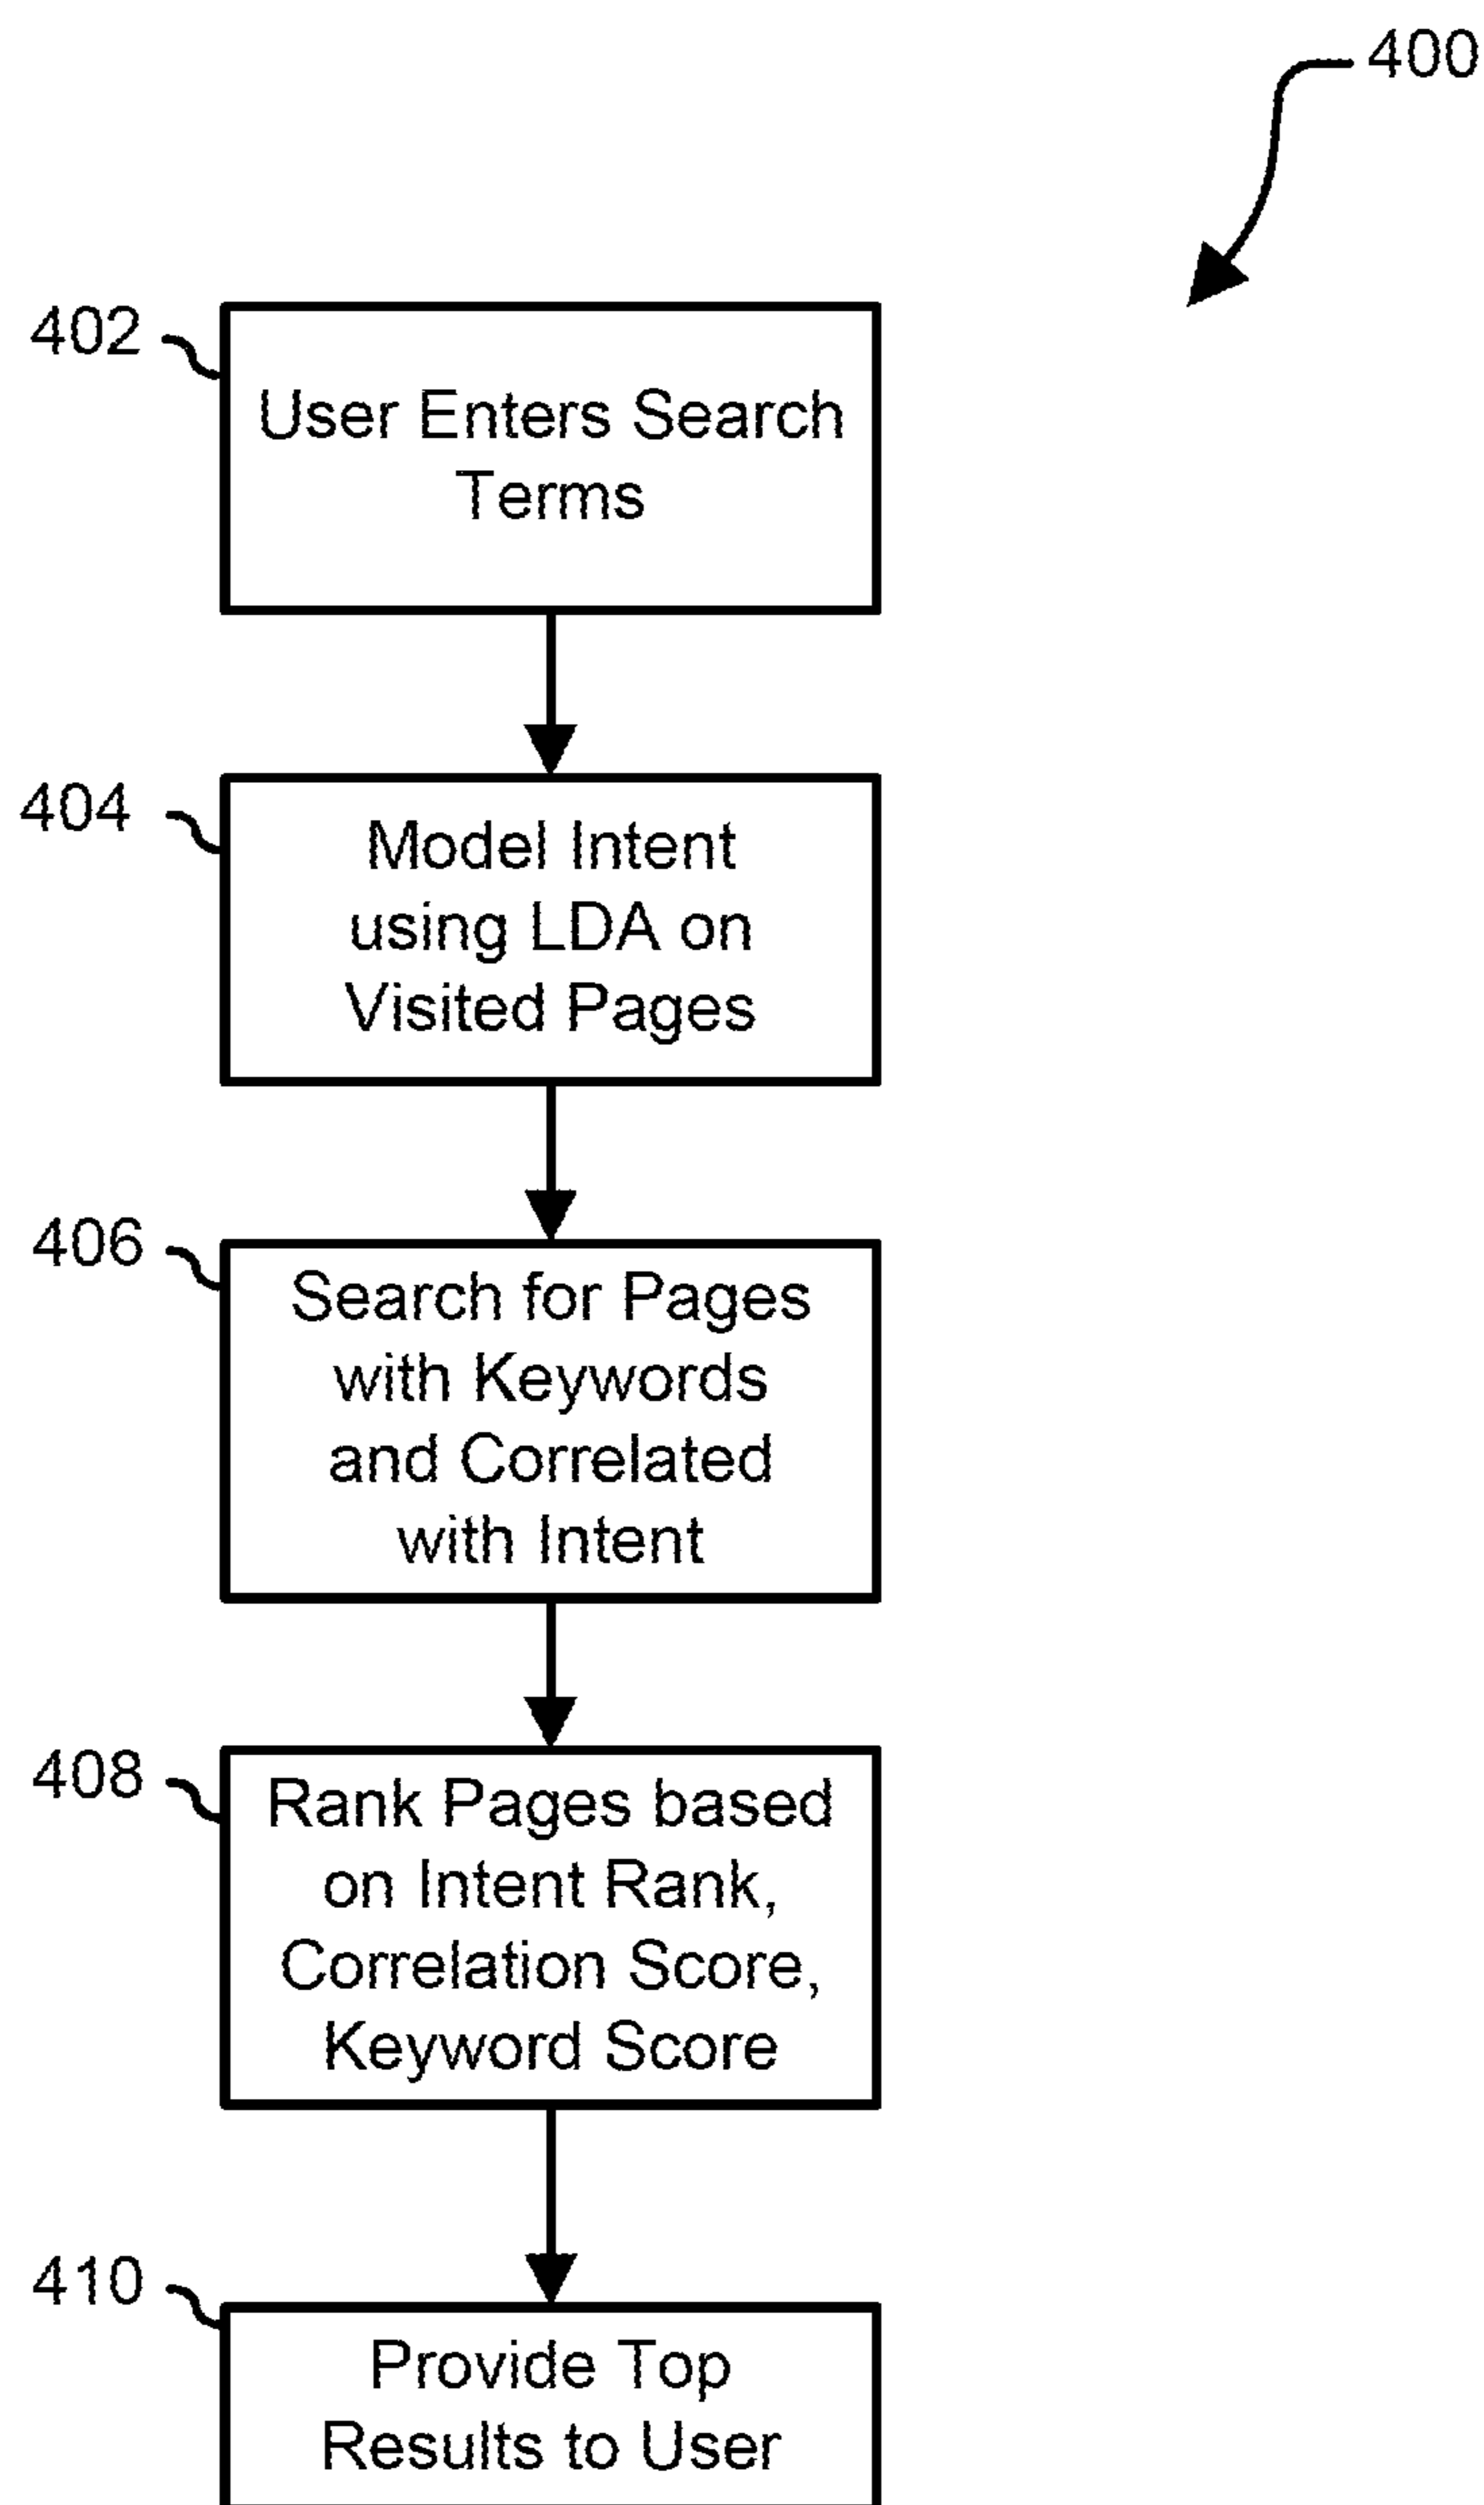 400
402
User Enters Search
Terms
404
Model Intent
using LDA on
Visited Pages
406
Search for Pages
with Keywords
and Correlated
with Intent
408
Rank Pages based
on Intent Rank,
Correlation Score,
Keyword Score
410
Provide Top
Results to User